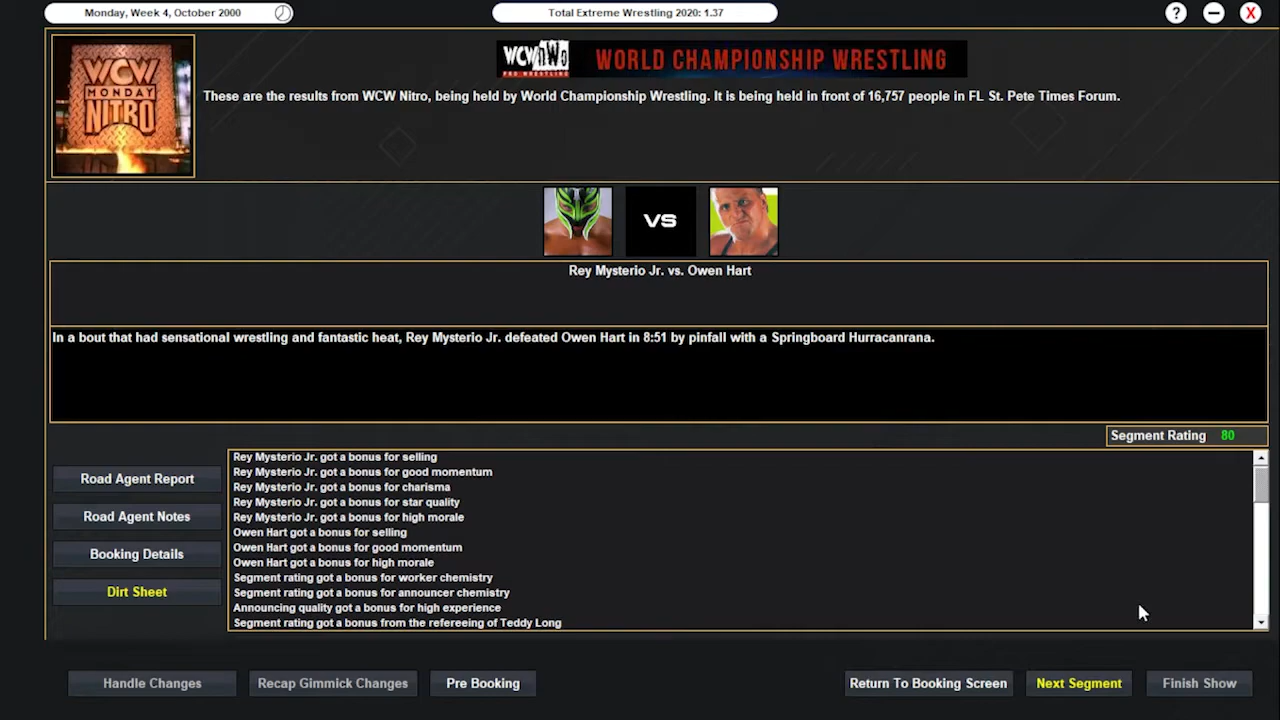 Monday, Week 4, October 2000
Total Extreme Wrestling 2020: 1.37
?
X
WCW
MONDAY
NITRO
WCW nWo
PRO WRESTLING
WORLD CHAMPIONSHIP WRESTLING
These are the results from WCW Nitro, being held by World Championship Wrestling. It is being held in front of 16,757 people in FL St. Pete Times Forum.
VS
Rey Mysterio Jr. vs. Owen Hart
In a bout that had sensational wrestling and fantastic heat, Rey Mysterio Jr. defeated Owen Hart in 8:51 by pinfall with a Springboard Hurracanrana.
Segment Rating 80
Road Agent Report
Road Agent Notes
Booking Details
Dirt Sheet
Rey Mysterio Jr. got a bonus for selling
Rey Mysterio Jr. got a bonus for good momentum
Rey Mysterio Jr. got a bonus for charisma
Rey Mysterio Jr. got a bonus for star quality
Rey Mysterio Jr. got a bonus for high morale
Owen Hart got a bonus for selling
Owen Hart got a bonus for good momentum
Owen Hart got a bonus for high morale
Segment rating got a bonus for worker chemistry
Segment rating got a bonus for announcer chemistry
Announcing quality got a bonus for high experience
Segment rating got a bonus from the refereeing of Teddy Long
Handle Changes
Recap Gimmick Changes
Pre Booking
Return To Booking Screen
Next Segment
Finish Show